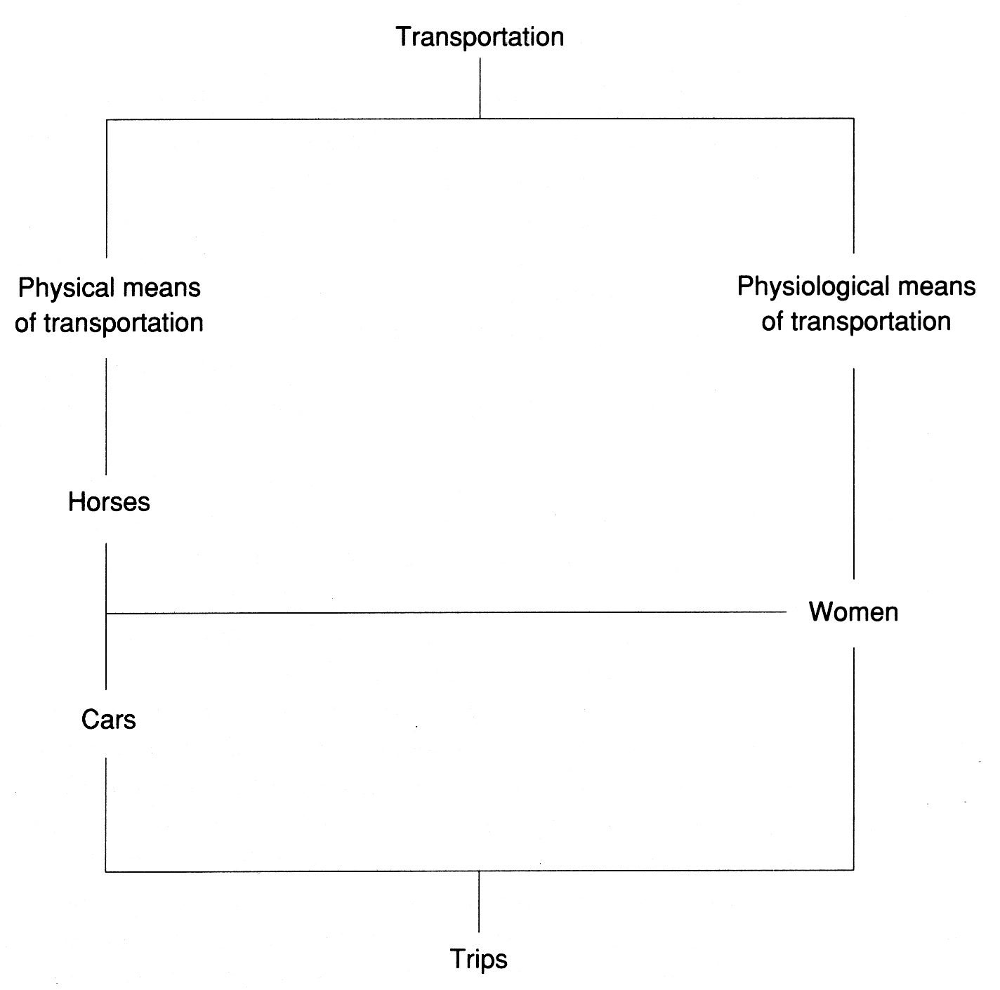 Transportation
Physical means
of transportation
Physiological means
of transportation
Horses
Women
Cars
Trips